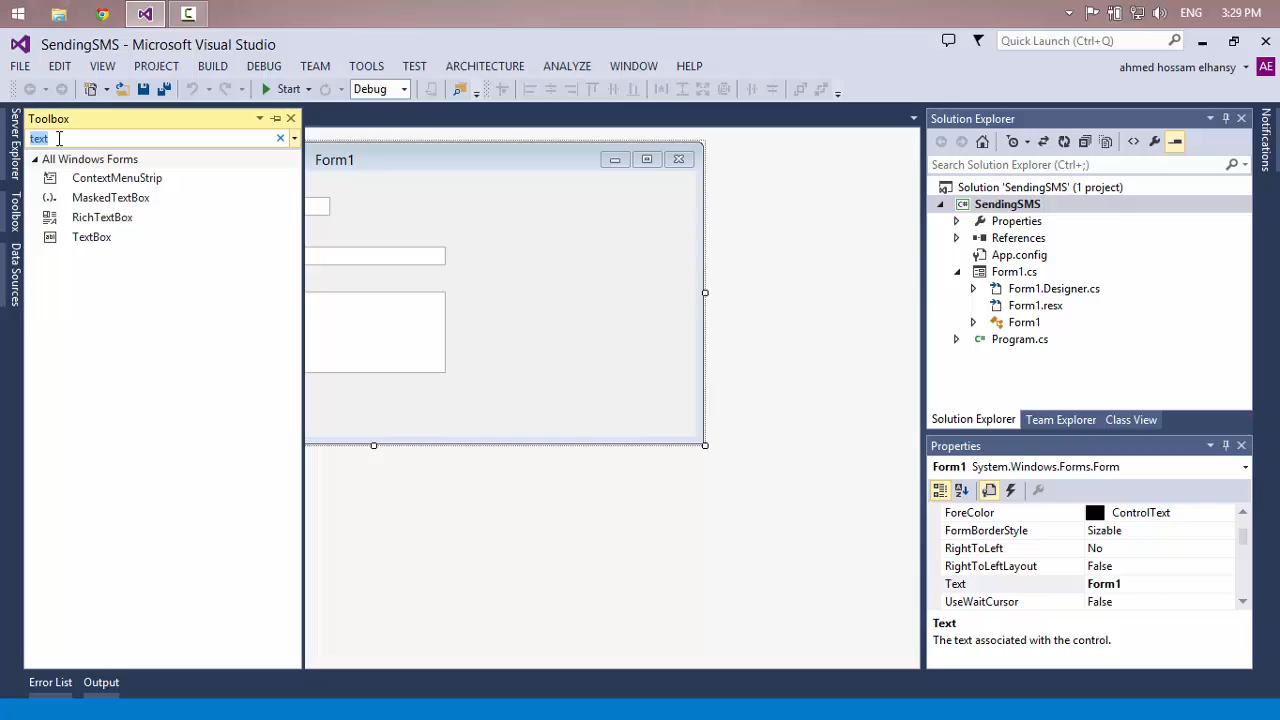 ENG 3:29 PM
SendingSMS - Microsoft Visual Studio
Quick Launch (Ctrl+Q)
FILE EDIT VIEW PROJECT BUILD DEBUG TEAM TOOLS TEST ARCHITECTURE ANALYZE WINDOW HELP
ahmed hossam elhansy AE
Start Debug
Server Explorer
Toolbox
Data Sources
Toolbox
text
All Windows Forms
ContextMenuStrip
MaskedTextBox
RichTextBox
TextBox
Form1
Solution Explorer
Search Solution Explorer (Ctrl+;)
Solution 'SendingSMS' (1 project)
SendingSMS
Properties
References
App.config
Form1.cs
Form1.Designer.cs
Form1.resx
Form1
Program.cs
Solution Explorer Team Explorer Class View
Notifications
Properties
Form1 System.Windows.Forms.Form
ForeColor ControlText
FormBorderStyle Sizable
RightToLeft No
RightToLeftLayout False
Text Form1
UseWaitCursor False
Text
The text associated with the control.
Error List Output